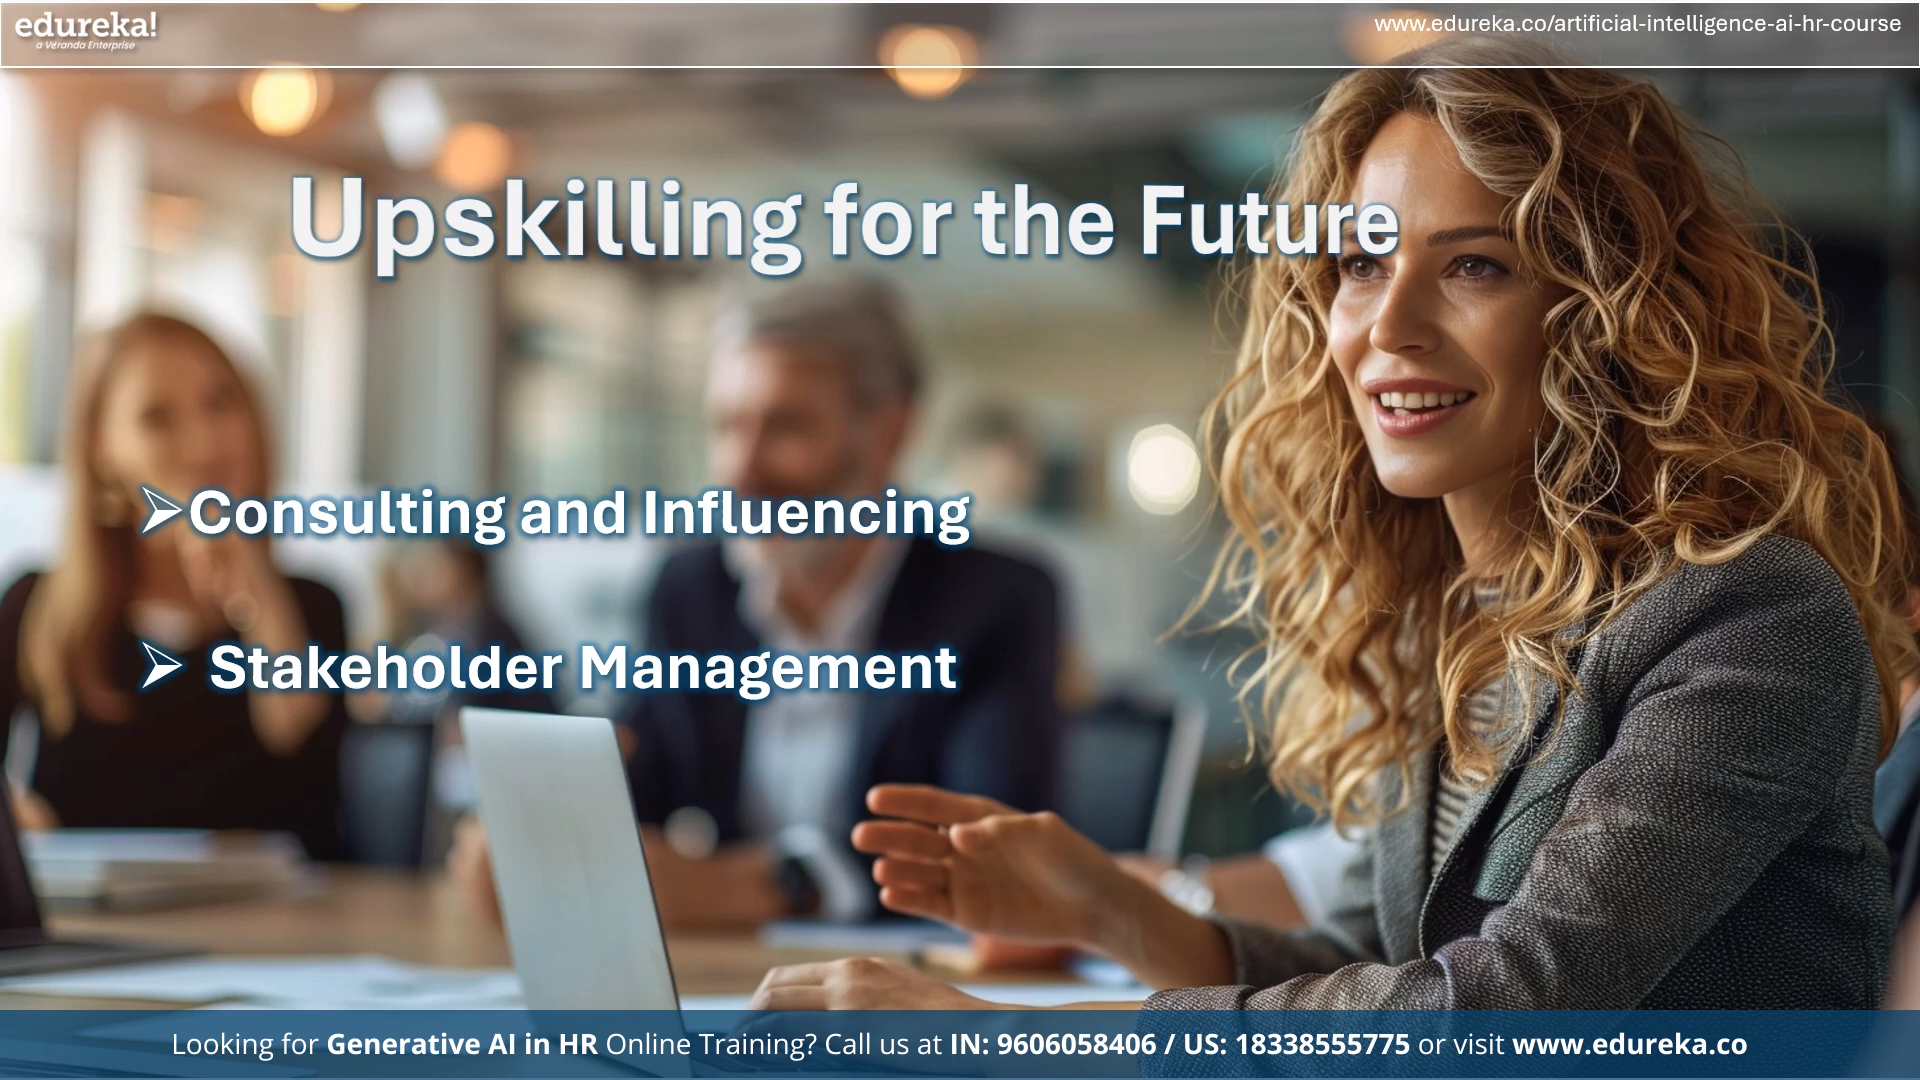 edureka!
a Veranda Enterprise
www.edureka.co/artificial-intelligence-ai-hr-course
Upskilling for the Future
➢Consulting and Influencing
➢ Stakeholder Management
Looking for Generative AI in HR Online Training? Call us at IN: 9606058406 / US: 18338555775 or visit www.edureka.co